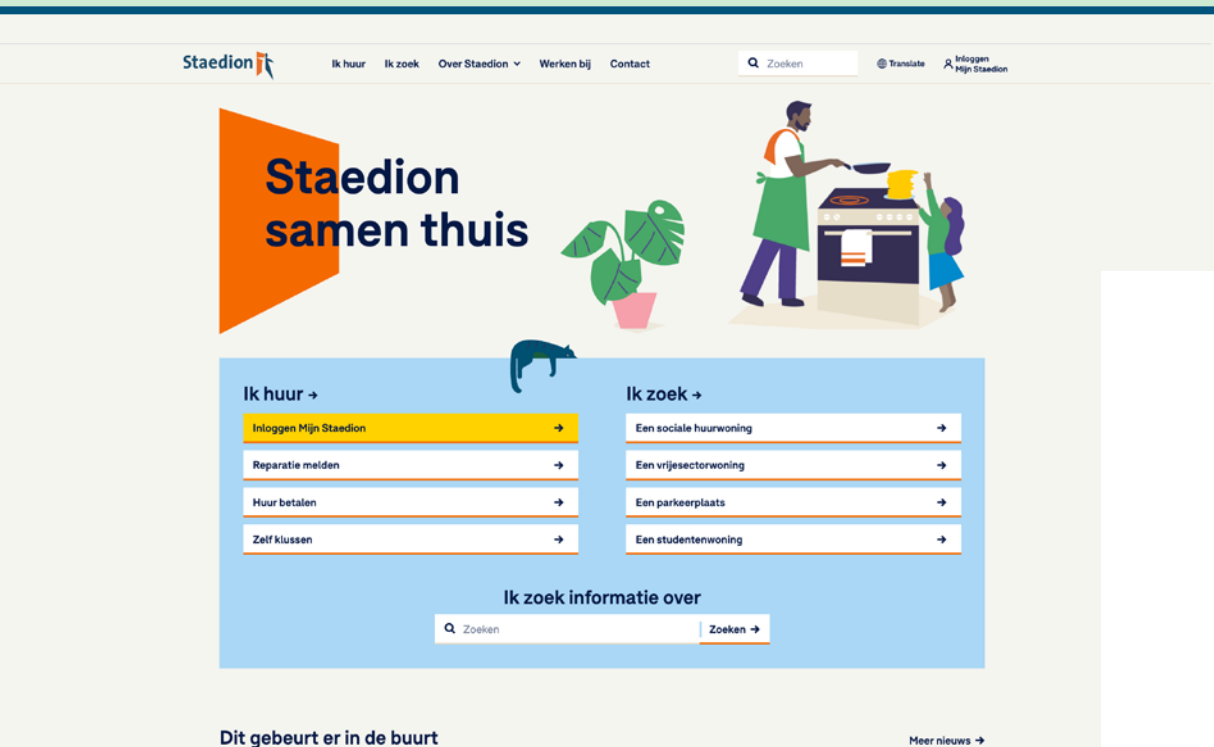 Staedion
Ik huur
Ik zoek
Over Staedion
Werken bij
Contact
Zoeken
Translate
Inloggen
Mijn Staedion
Staedion
samen thuis
Ik huur →
Inloggen Mijn Staedion →
Reparatie melden →
Huur betalen →
Zelf klussen →
Ik zoek →
Een sociale huurwoning →
Een vrijesectorwoning →
Een parkeerplaats →
Een studentenwoning →
Ik zoek informatie over
Zoeken
Zoeken →
Dit gebeurt er in de buurt
Meer nieuws →